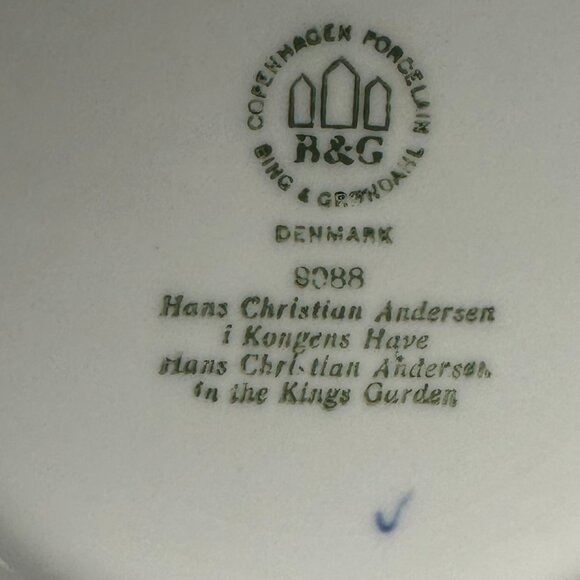 COPENHAGEN PORCELAIN
B&G
BING & GRØNDAHL
DENMARK
9088
Hans Christian Andersen
i Kongens Have
Hans Christian Andersen
in the Kings Garden